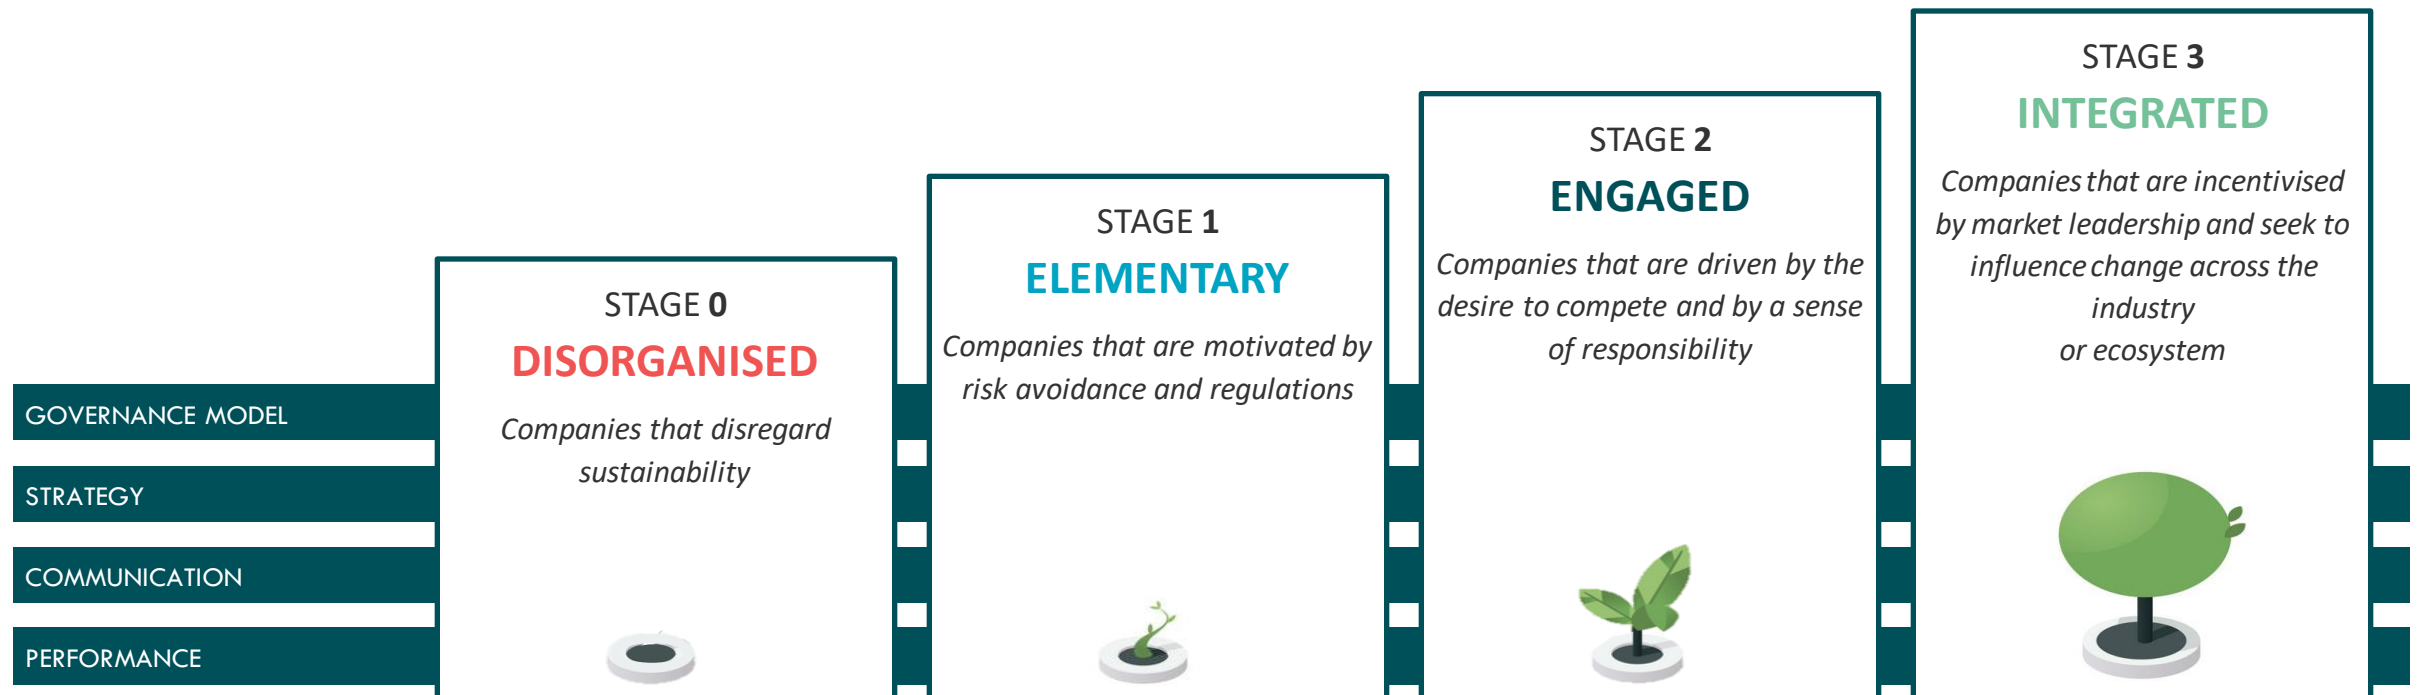 GOVERNANCE MODEL
STRATEGY
COMMUNICATION
PERFORMANCE
STAGE 0
DISORGANISED
Companies that disregard
sustainability
STAGE 1
ELEMENTARY
Companies that are motivated by
risk avoidance and regulations
STAGE 2
ENGAGED
Companies that are driven by the
desire to compete and by a sense
of responsibility
STAGE 3
INTEGRATED
Companies that are incentivised
by market leadership and seek to
influence change across the
industry
or ecosystem